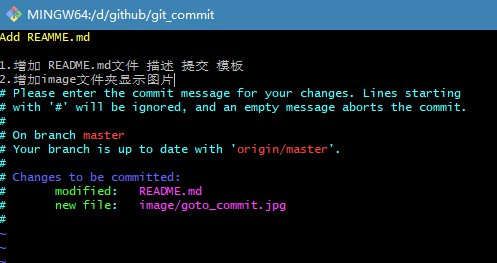 MINGW64:/d/github/git_commit
Add REAMME.md
1.增加 README.md文件 描述 提交 模板
2.增加image文件夹显示图片
# Please enter the commit message for your changes. Lines starting
# with '#' will be ignored, and an empty message aborts the commit.
#
# On branch master
# Your branch is up to date with 'origin/master'.
#
# Changes to be committed:
#       modified:   README.md
#       new file:   image/goto_commit.jpg
#
~
~
~